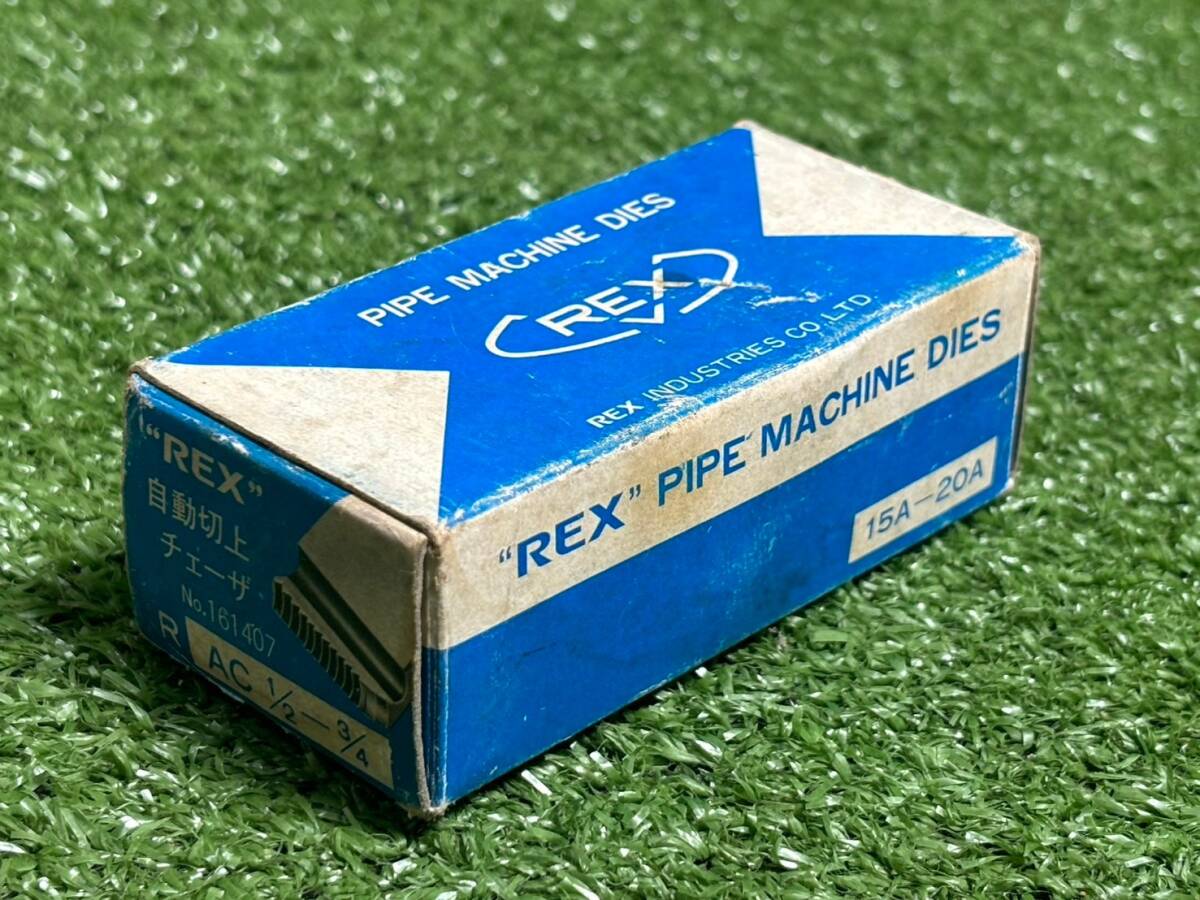 PIPE MACHINE DIES
REX
REX INDUSTRIES CO.,LTD
"REX" PIPE MACHINE DIES
15A-20A
"REX"
自動切上
チェーザ
No.161407
R AC ½-¾